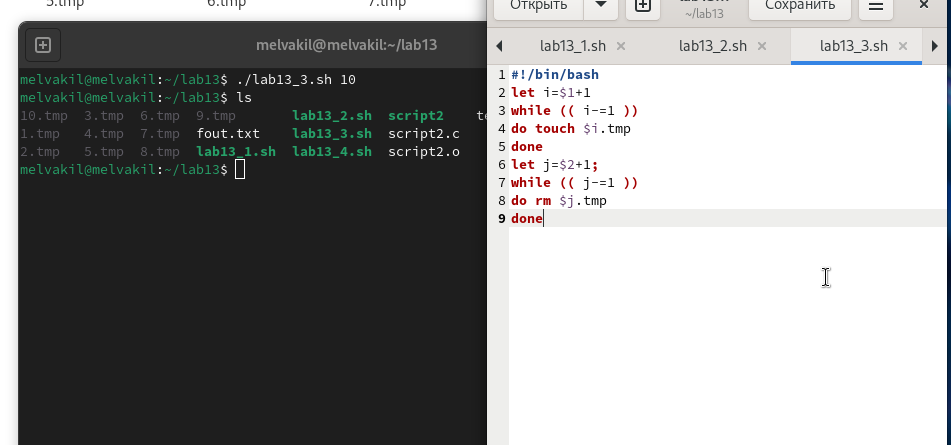 5.tmp 6.tmp 7.tmp
melvakil@melvakil:~/lab13
melvakil@melvakil:~/lab13$ ./lab13_3.sh 10
melvakil@melvakil:~/lab13$ ls
10.tmp 3.tmp 6.tmp 9.tmp lab13_2.sh script2 te
1.tmp 4.tmp 7.tmp fout.txt lab13_3.sh script2.c
2.tmp 5.tmp 8.tmp lab13_1.sh lab13_4.sh script2.o
melvakil@melvakil:~/lab13$
Открыть ~/lab13 Сохранить
lab13_1.sh × lab13_2.sh × lab13_3.sh ×
1 #!/bin/bash
2 let i=$1+1
3 while (( i-=1 ))
4 do touch $i.tmp
5 done
6 let j=$2+1;
7 while (( j-=1 ))
8 do rm $j.tmp
9 done